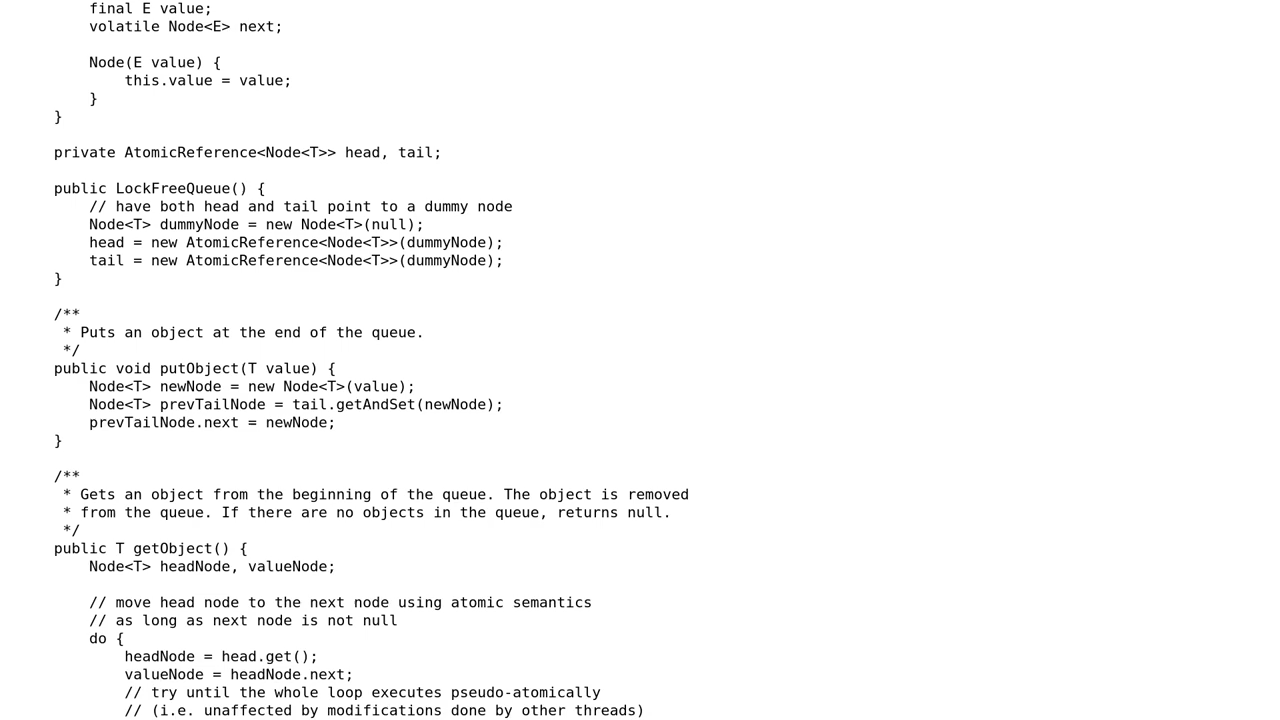 final E value;
volatile Node<E> next;
Node(E value) {
this.value = value;
}
}
private AtomicReference<Node<T>> head, tail;
public LockFreeQueue() {
// have both head and tail point to a dummy node
Node<T> dummyNode = new Node<T>(null);
head = new AtomicReference<Node<T>>(dummyNode);
tail = new AtomicReference<Node<T>>(dummyNode);
}
/**
* Puts an object at the end of the queue.
*/
public void putObject(T value) {
Node<T> newNode = new Node<T>(value);
Node<T> prevTailNode = tail.getAndSet(newNode);
prevTailNode.next = newNode;
}
/**
* Gets an object from the beginning of the queue. The object is removed
* from the queue. If there are no objects in the queue, returns null.
*/
public T getObject() {
Node<T> headNode, valueNode;
// move head node to the next node using atomic semantics
// as long as next node is not null
do {
headNode = head.get();
valueNode = headNode.next;
// try until the whole loop executes pseudo-atomically
// (i.e. unaffected by modifications done by other threads)